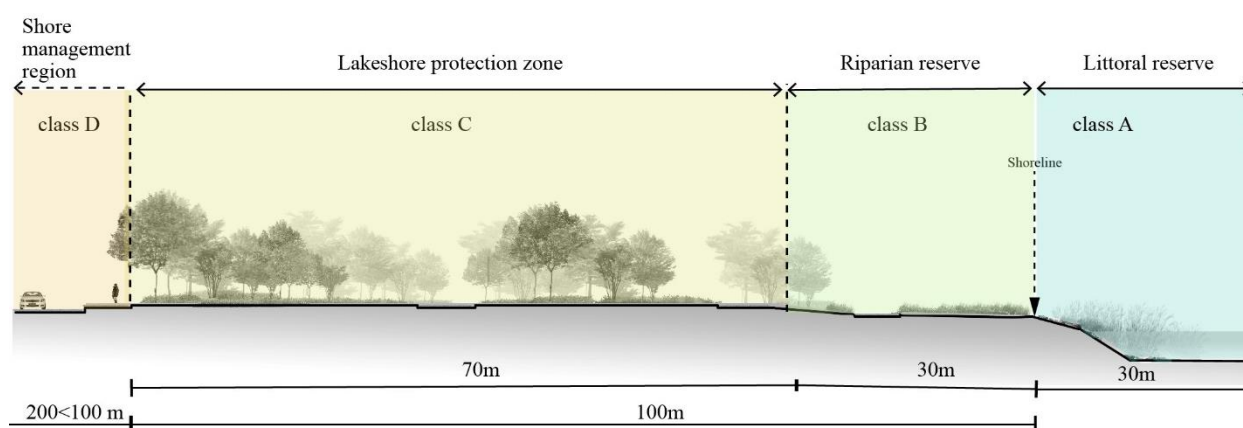 Shore
management
region
Lakeshore protection zone
Riparian reserve
Littoral reserve
class D
class C
class B
class A
Shoreline
70m
30m
30m
200<100 m
100m